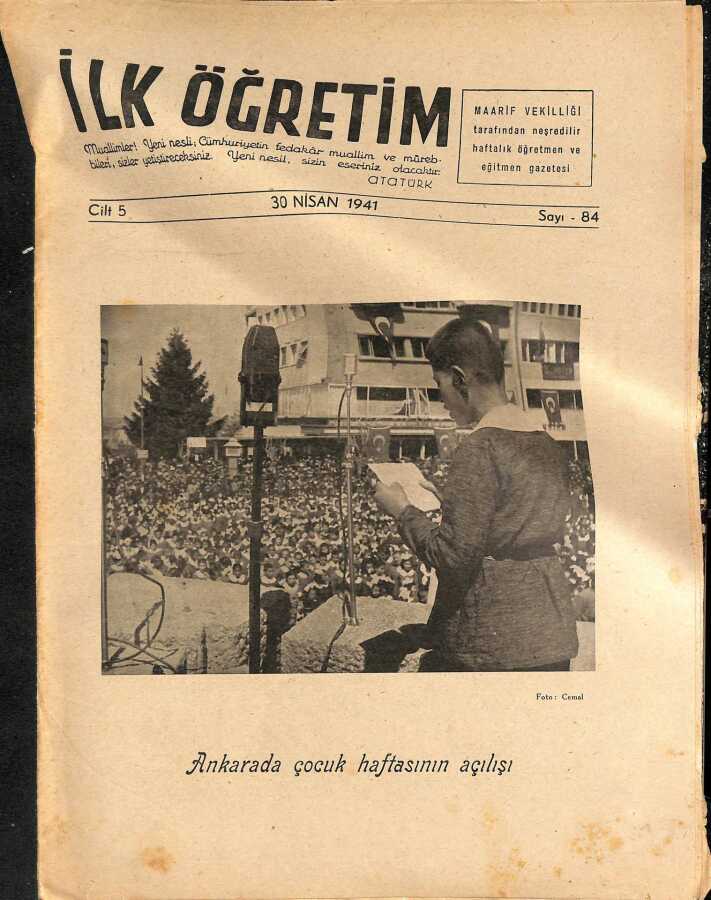 İLK ÖĞRETİM
Muallimler! Yeni nesli, Cümhuriyetin fedakâr muallim ve müreb-
bileri, sizler yetiştireceksiniz. Yeni nesil, sizin eseriniz olacaktır.
ATATÜRK
MAARİF VEKİLLİĞİ
tarafından neşredilir
haftalık öğretmen ve
eğitmen gazetesi
Cilt 5
30 NİSAN 1941
Sayı - 84
Foto: Cemal
Ankarada çocuk haftasının açılışı